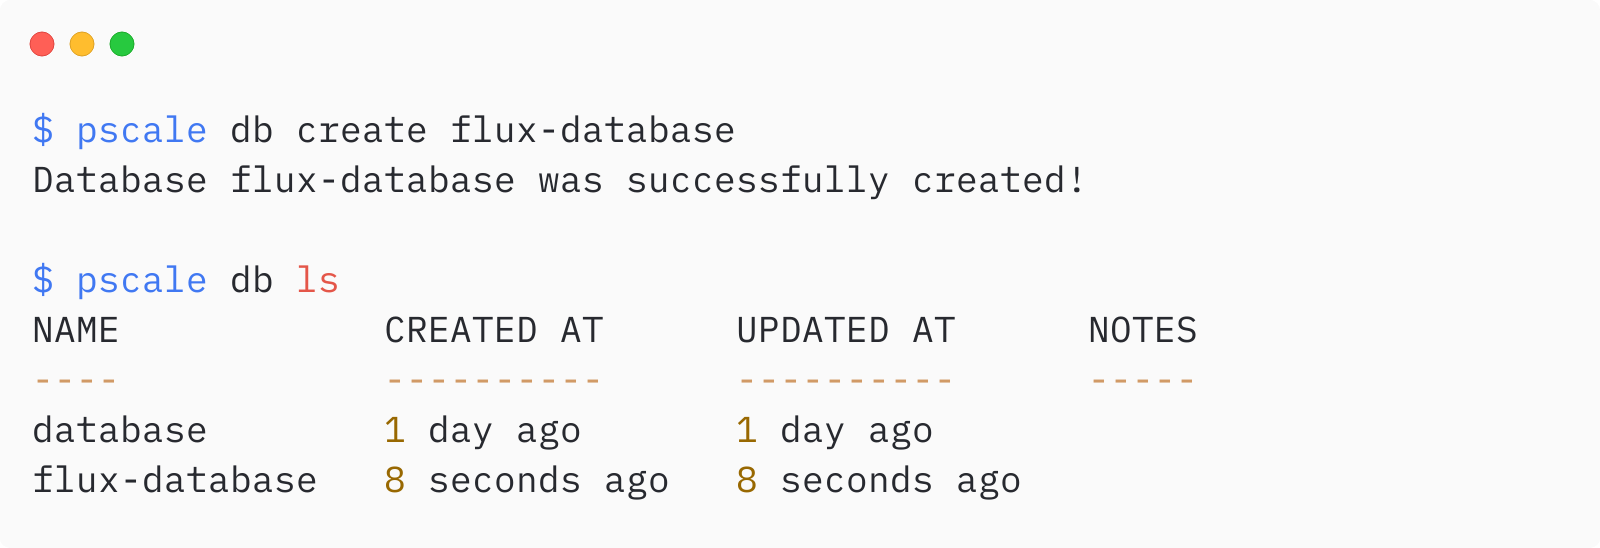 $ pscale db create flux-database
Database flux-database was successfully created!
$ pscale db ls
NAME CREATED AT UPDATED AT NOTES
---- ---------- ---------- -----
database 1 day ago 1 day ago
flux-database 8 seconds ago 8 seconds ago